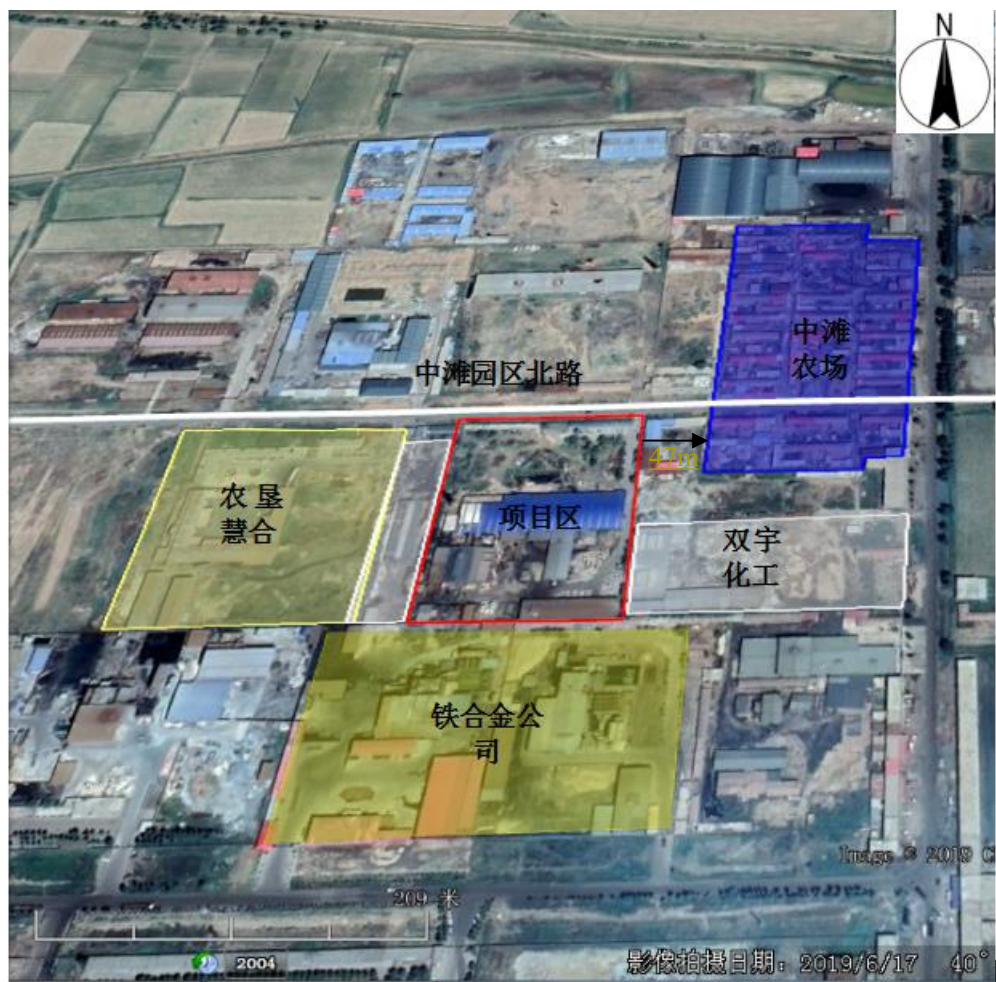 N
中滩
农场
中滩园区北路
47m
农垦
慧合
项目区
双宇
化工
铁合金公
司
Image © 2019 C
209 米
2004
影像拍摄日期: 2019/6/17 40°